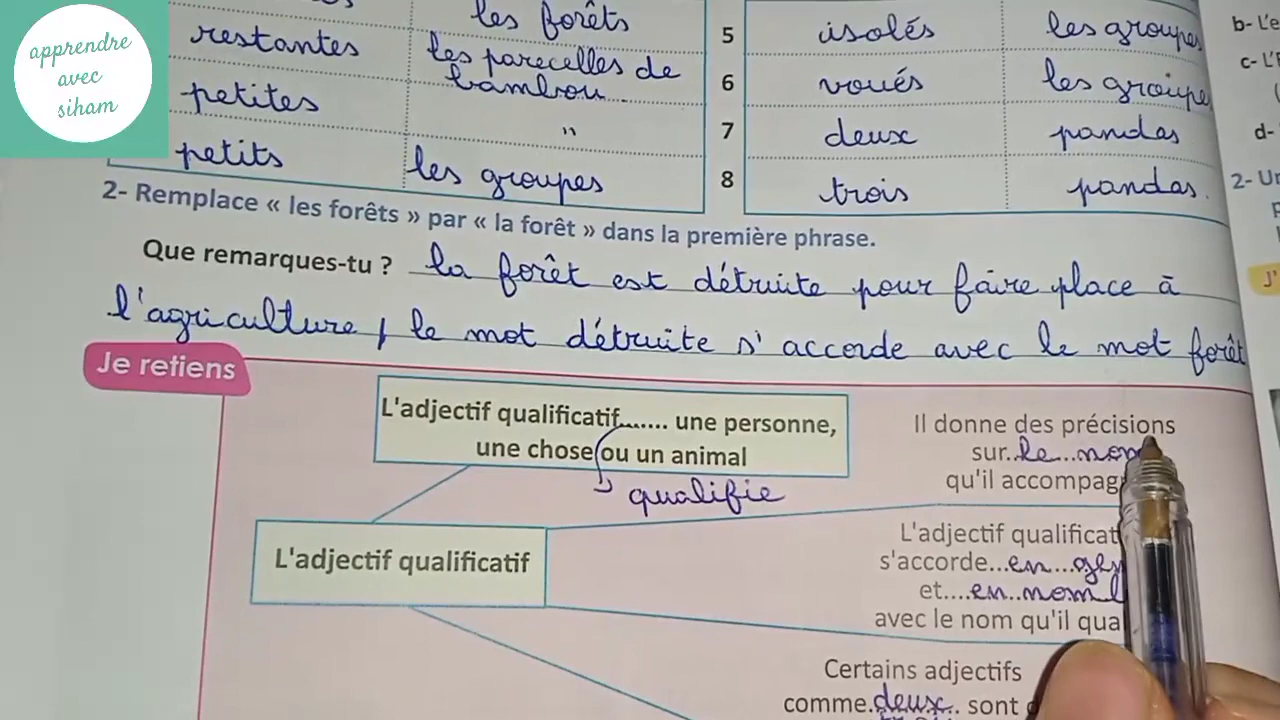 apprendre
avec
siham
les forêts
restantes
les parecelles de
bambou
petites
"
petits
les groupes
5
isolés
les groupes
6
voués
les groupe
7
deux
pandas
8
trois
pandas.
b- L'e
c- L'
d-
2- Ur
J'
2- Remplace « les forêts » par « la forêt » dans la première phrase.
Que remarques-tu ? la forêt est détruite pour faire place à
l'agriculture, le mot détruite s'accorde avec le mot forêt
Je retiens
L'adjectif qualificatif........ une personne,
une chose ou un animal
qualifie
L'adjectif qualificatif
Il donne des précisions
sur..le...nom
qu'il accompag
L'adjectif qualificat
s'accorde...en...gen
et....en..nom
avec le nom qu'il qua
Certains adjectifs
comme.deux.. sont